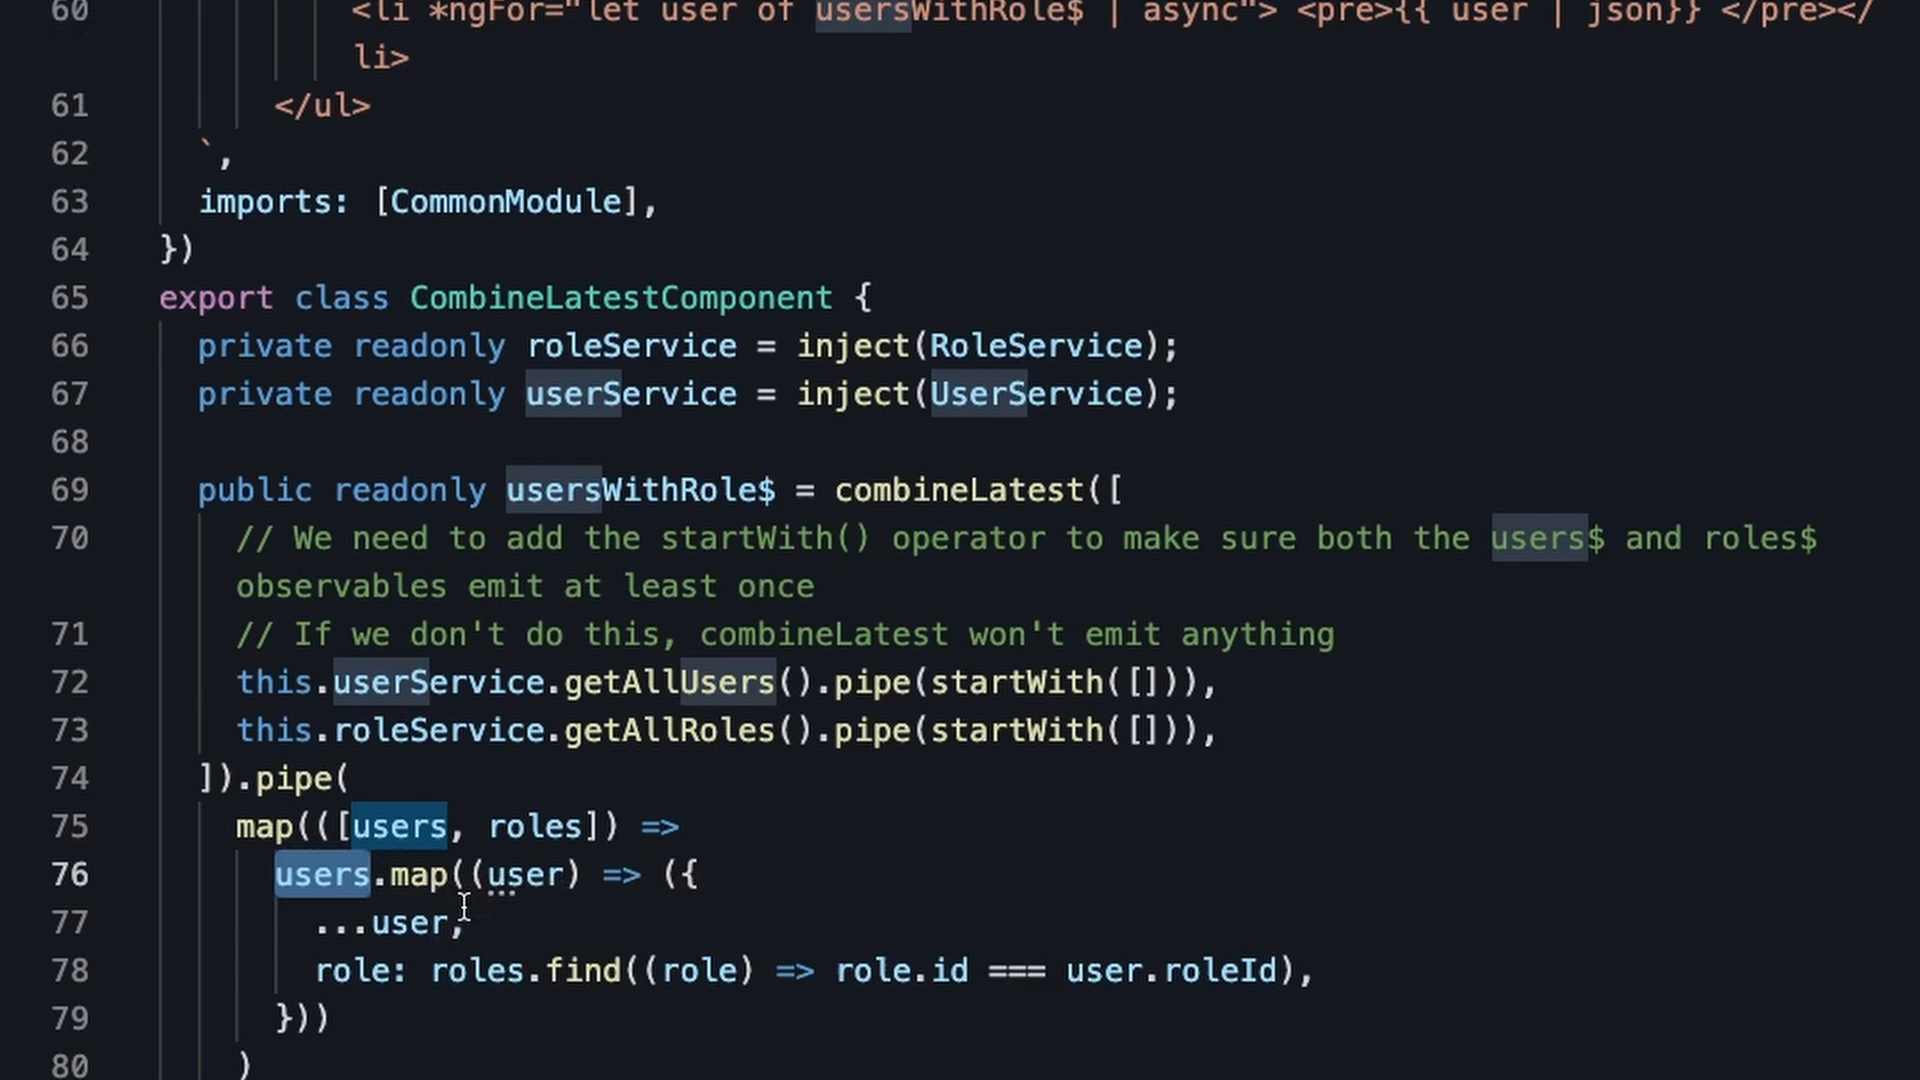 60 <li *ngFor="let user of usersWithRole$ | async"> <pre>{{ user | json}} </pre></
li>
61 </ul>
62 `,
63 imports: [CommonModule],
64 })
65 export class CombineLatestComponent {
66 private readonly roleService = inject(RoleService);
67 private readonly userService = inject(UserService);
68
69 public readonly usersWithRole$ = combineLatest([
70 // We need to add the startWith() operator to make sure both the users$ and roles$
observables emit at least once
71 // If we don't do this, combineLatest won't emit anything
72 this.userService.getAllUsers().pipe(startWith([])),
73 this.roleService.getAllRoles().pipe(startWith([])),
74 ]).pipe(
75 map(([users, roles]) =>
76 users.map((user) => ({
77 ...user,
78 role: roles.find((role) => role.id === user.roleId),
79 }))
80 )